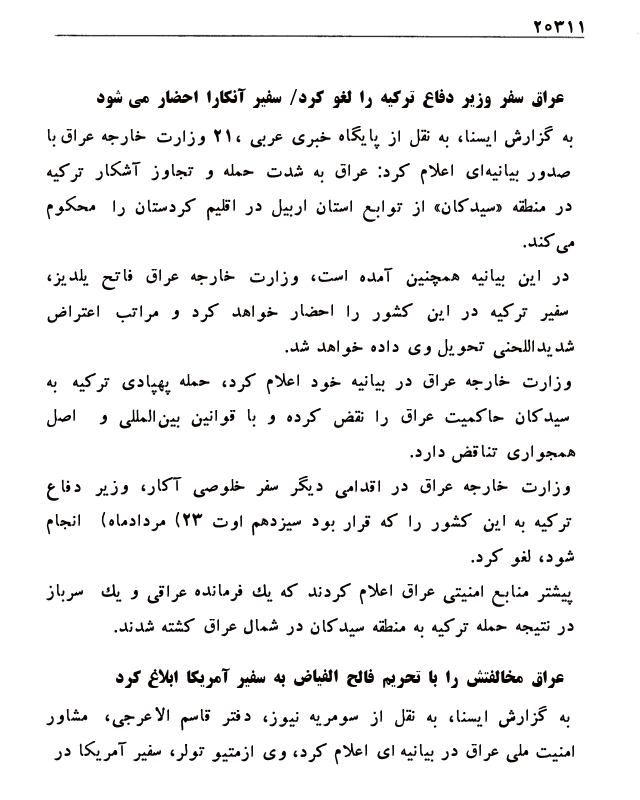 ۲۰۳۱۱
عراق سفر وزیر دفاع ترکیه را لغو کرد/ سفیر آنکارا احضار می شود
به گزارش ایسنا، به نقل از پایگاه خبری عربی ،۲۱ وزارت خارجه عراق با
صدور بیانیه‌ای اعلام کرد: عراق به شدت حمله و تجاوز آشکار ترکیه
در منطقه «سیدکان» از توابع استان اربیل در اقلیم کردستان را محکوم
می‌کند.
در این بیانیه همچنین آمده است، وزارت خارجه عراق فاتح یلدیز،
سفیر ترکیه در این کشور را احضار خواهد کرد و مراتب اعتراض
شدیداللحنی تحویل وی داده خواهد شد.
وزارت خارجه عراق در بیانیه خود اعلام کرد، حمله پهپادی ترکیه به
سیدکان حاکمیت عراق را نقض کرده و با قوانین بین‌المللی و اصل
همجواری تناقض دارد.
وزارت خارجه عراق در اقدامی دیگر سفر خلوصی آکار، وزیر دفاع
ترکیه به این کشور را که قرار بود سیزدهم اوت ۲۳) مردادماه) انجام
شود، لغو کرد.
پیشتر منابع امنیتی عراق اعلام کردند که یك فرمانده عراقی و یك سرباز
در نتیجه حمله ترکیه به منطقه سیدکان در شمال عراق کشته شدند.
عراق مخالفتش را با تحریم فالح الفیاض به سفیر آمریکا ابلاغ کرد
به گزارش ایسنا، به نقل از سومریه نیوز، دفتر قاسم الاعرجی، مشاور
امنیت ملی عراق در بیانیه ای اعلام کرد، وی ازمتیو تولر، سفیر آمریکا در